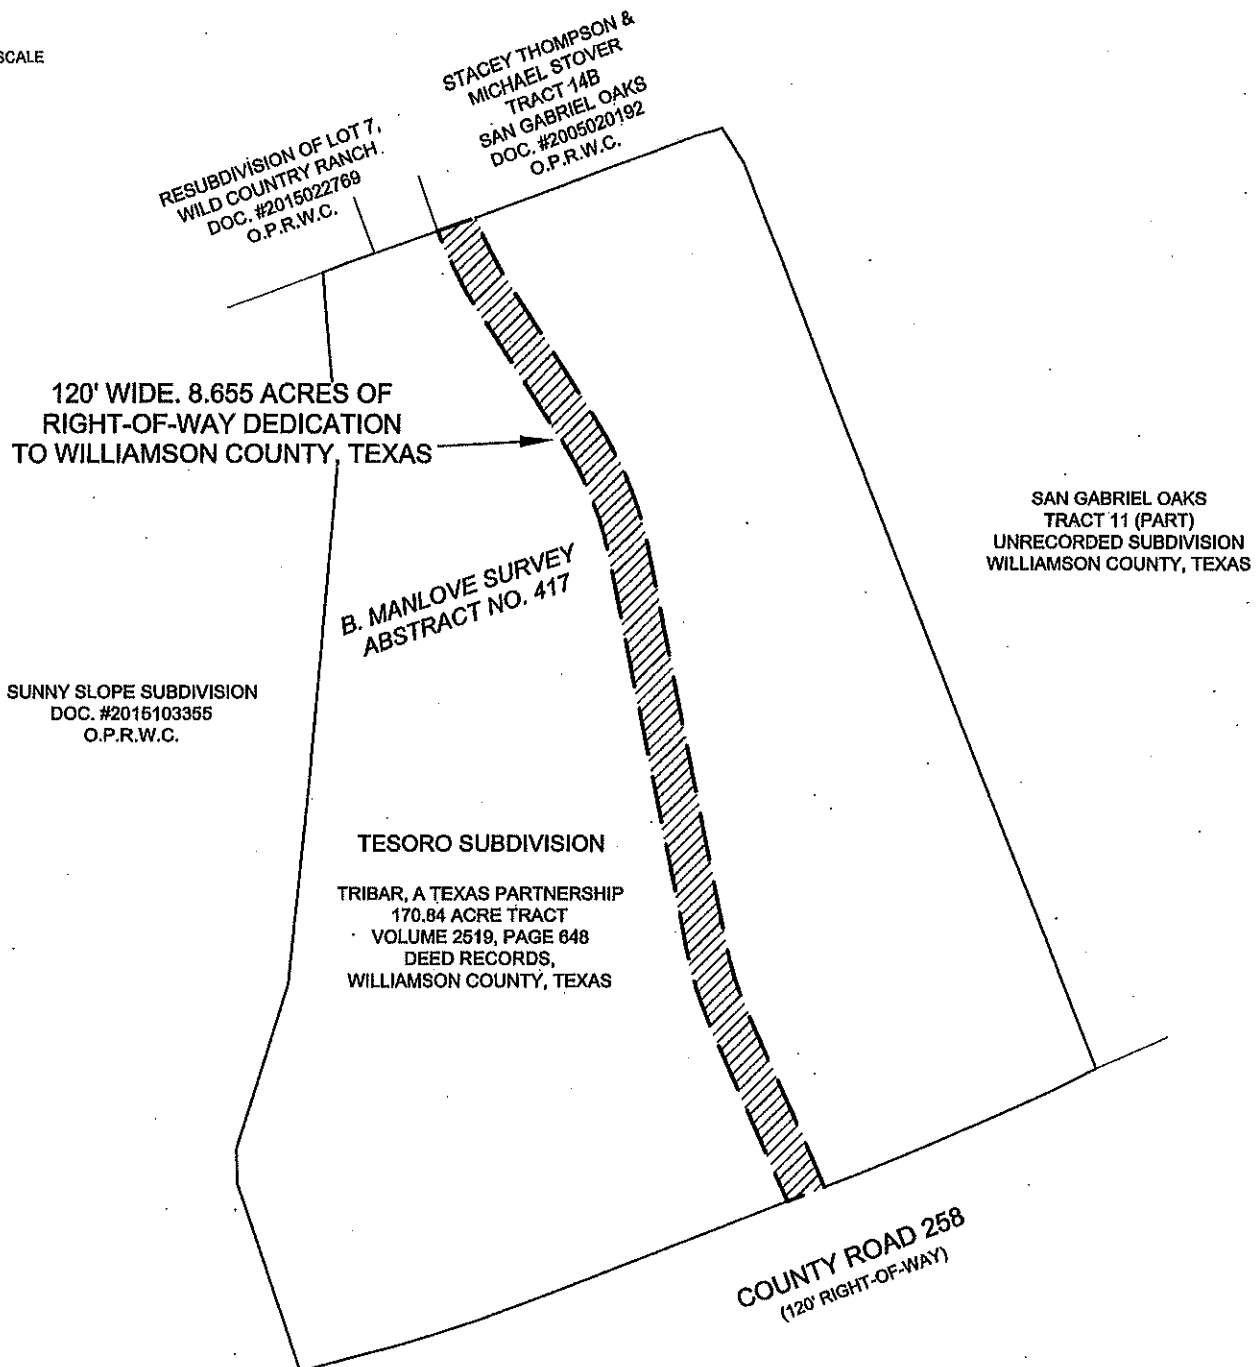 SCALE
STACEY THOMPSON &
MICHAEL STOVER
TRACT 14B
SAN GABRIEL OAKS
DOC. #2005020192
O.P.R.W.C.
RESUBDIVISION OF LOT 7,
WILD COUNTRY RANCH
DOC. #2015022769
O.P.R.W.C.
120' WIDE. 8.655 ACRES OF
RIGHT-OF-WAY DEDICATION
TO WILLIAMSON COUNTY, TEXAS
SAN GABRIEL OAKS
TRACT 11 (PART)
UNRECORDED SUBDIVISION
WILLIAMSON COUNTY, TEXAS
B. MANLOVE SURVEY
ABSTRACT NO. 417
SUNNY SLOPE SUBDIVISION
DOC. #2015103355
O.P.R.W.C.
TESORO SUBDIVISION
TRIBAR, A TEXAS PARTNERSHIP
170.84 ACRE TRACT
VOLUME 2519, PAGE 648
DEED RECORDS,
WILLIAMSON COUNTY, TEXAS
COUNTY ROAD 258
(120' RIGHT-OF-WAY)